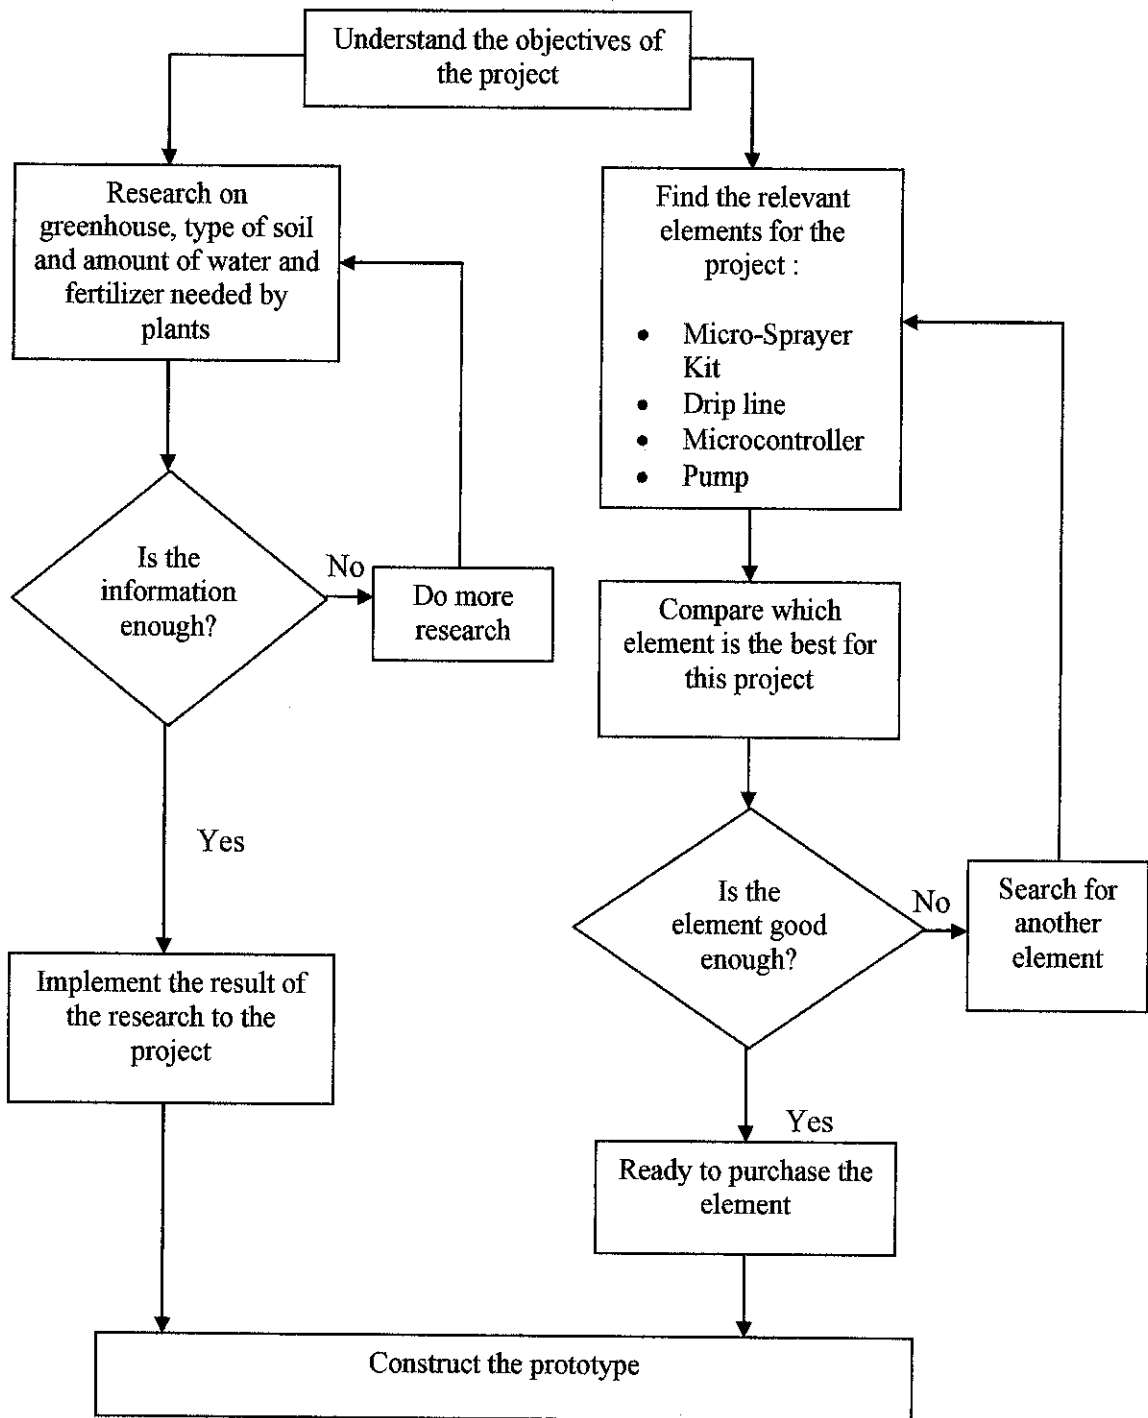 Understand the objectives of
the project
Research on
greenhouse, type of soil
and amount of water and
fertilizer needed by
plants
Is the
information
enough?
No
Do more
research
Yes
Implement the result of
the research to the
project
Find the relevant
elements for the
project :
• Micro-Sprayer
Kit
• Drip line
• Microcontroller
• Pump
Compare which
element is the best for
this project
Is the
element good
enough?
No
Search for
another
element
Yes
Ready to purchase the
element
Construct the prototype